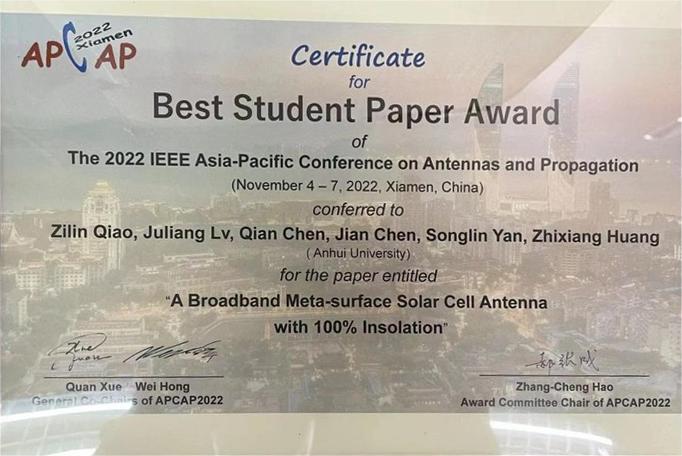 2022
Xiamen
APCAP
Certificate
for
Best Student Paper Award
of
The 2022 IEEE Asia-Pacific Conference on Antennas and Propagation
(November 4 – 7, 2022, Xiamen, China)
conferred to
Zilin Qiao, Juliang Lv, Qian Chen, Jian Chen, Songlin Yan, Zhixiang Huang
( Anhui University)
for the paper entitled
“A Broadband Meta-surface Solar Cell Antenna
with 100% Insolation”
Quan Xue Wei Hong
General Co-Chairs of APCAP2022
郝张成
Zhang-Cheng Hao
Award Committee Chair of APCAP2022